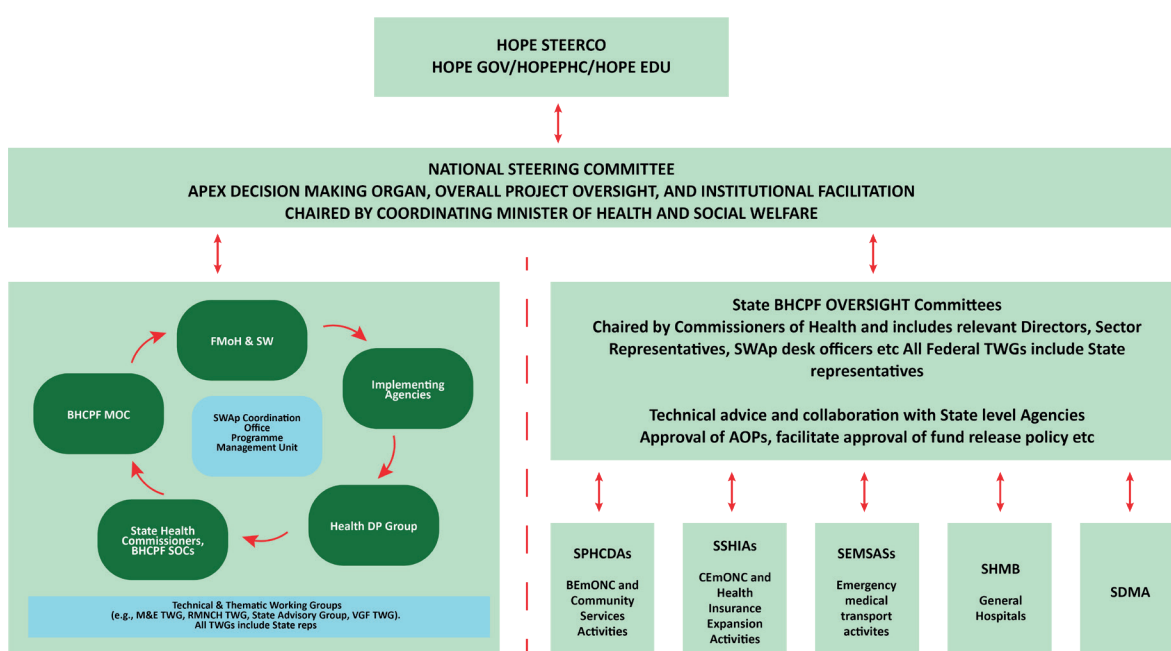 HOPE STEERCO
HOPE GOV/HOPEPHC/HOPE EDU
NATIONAL STEERING COMMITTEE
APEX DECISION MAKING ORGAN, OVERALL PROJECT OVERSIGHT, AND INSTITUTIONAL FACILITATION
CHAIRED BY COORDINATING MINISTER OF HEALTH AND SOCIAL WELFARE
FMoH & SW
Implementing
Agencies
Health DP Group
State Health
Commissioners,
BHCPF SOCs
BHCPF MOC
SWAp Coordination
Office
Programme
Management Unit
Technical & Thematic Working Groups
(e.g., M&E TWG, RMNCH TWG, State Advisory Group, VGF TWG).
All TWGs include State reps
State BHCPF OVERSIGHT Committees
Chaired by Commissioners of Health and includes relevant Directors, Sector
Representatives, SWAp desk officers etc All Federal TWGs include State
representatives
Technical advice and collaboration with State level Agencies
Approval of AOPs, facilitate approval of fund release policy etc
SPHCDAs
BEmONC and
Community
Services
Activities
SSHIAs
CEmONC and
Health
Insurance
Expansion
Activities
SEMSASs
Emergency
medical
transport
activites
SHMB
General
Hospitals
SDMA